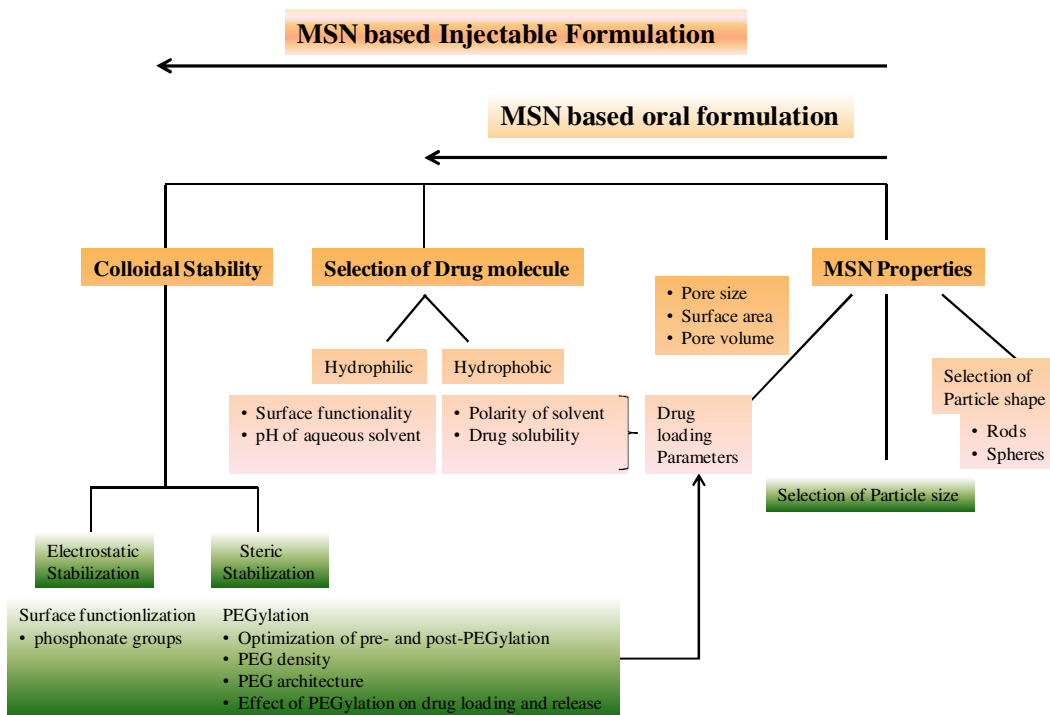 MSN based Injectable Formulation
MSN based oral formulation
Colloidal Stability
Selection of Drug molecule
MSN Properties
• Pore size
• Surface area
• Pore volume
Hydrophilic
Hydrophobic
Selection of
Particle shape
• Rods
• Spheres
• Surface functionality
• pH of aqueous solvent
• Polarity of solvent
• Drug solubility
Drug
loading
Parameters
Selection of Particle size
Electrostatic
Stabilization
Steric
Stabilization
Surface functionlization
• phosphonate groups
PEGylation
• Optimization of pre- and post-PEGylation
• PEG density
• PEG architecture
• Effect of PEGylation on drug loading and release